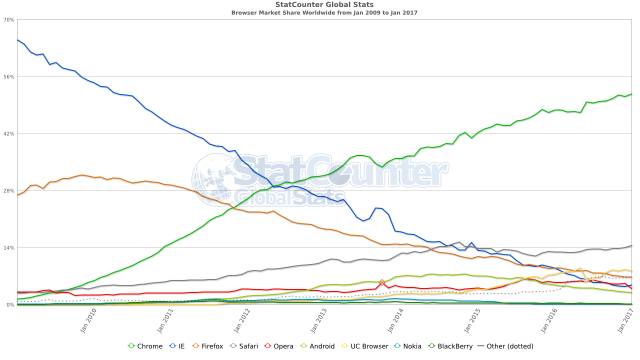 StatCounter Global Stats
Browser Market Share Worldwide from Jan 2009 to Jan 2017
70%
56%
42%
28%
14%
0%
StatCounter
GlobalStats
Jan 2010
Jan 2011
Jan 2012
Jan 2013
Jan 2014
Jan 2015
Jan 2016
Jan 2017
Chrome IE Firefox Safari Opera Android UC Browser Nokia BlackBerry Other (dotted)